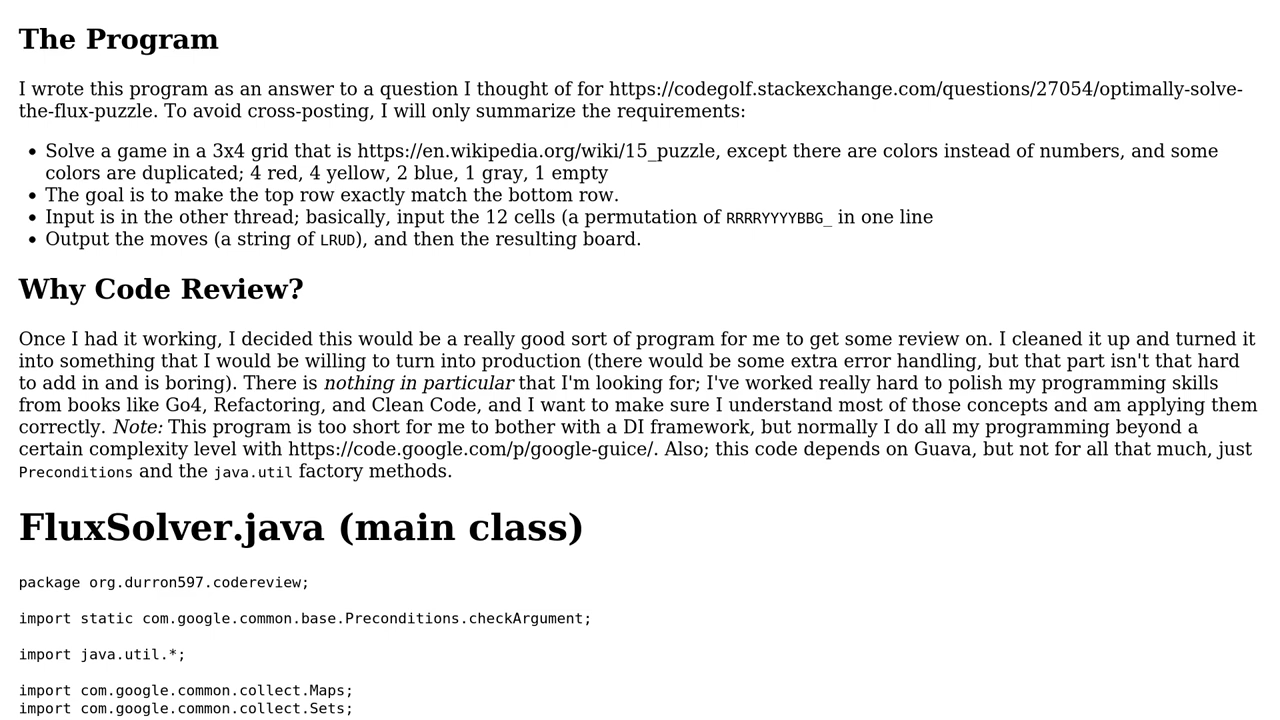 The Program
I wrote this program as an answer to a question I thought of for https://codegolf.stackexchange.com/questions/27054/optimally-solve-
the-flux-puzzle. To avoid cross-posting, I will only summarize the requirements:
• Solve a game in a 3x4 grid that is https://en.wikipedia.org/wiki/15_puzzle, except there are colors instead of numbers, and some
colors are duplicated; 4 red, 4 yellow, 2 blue, 1 gray, 1 empty
• The goal is to make the top row exactly match the bottom row.
• Input is in the other thread; basically, input the 12 cells (a permutation of RRRRYYYYBBG_ in one line
• Output the moves (a string of LRUD), and then the resulting board.
Why Code Review?
Once I had it working, I decided this would be a really good sort of program for me to get some review on. I cleaned it up and turned it
into something that I would be willing to turn into production (there would be some extra error handling, but that part isn't that hard
to add in and is boring). There is nothing in particular that I'm looking for; I've worked really hard to polish my programming skills
from books like Go4, Refactoring, and Clean Code, and I want to make sure I understand most of those concepts and am applying them
correctly. Note: This program is too short for me to bother with a DI framework, but normally I do all my programming beyond a
certain complexity level with https://code.google.com/p/google-guice/. Also; this code depends on Guava, but not for all that much, just
Preconditions and the java.util factory methods.
FluxSolver.java (main class)
package org.durron597.codereview;
import static com.google.common.base.Preconditions.checkArgument;
import java.util.*;
import com.google.common.collect.Maps;
import com.google.common.collect.Sets;